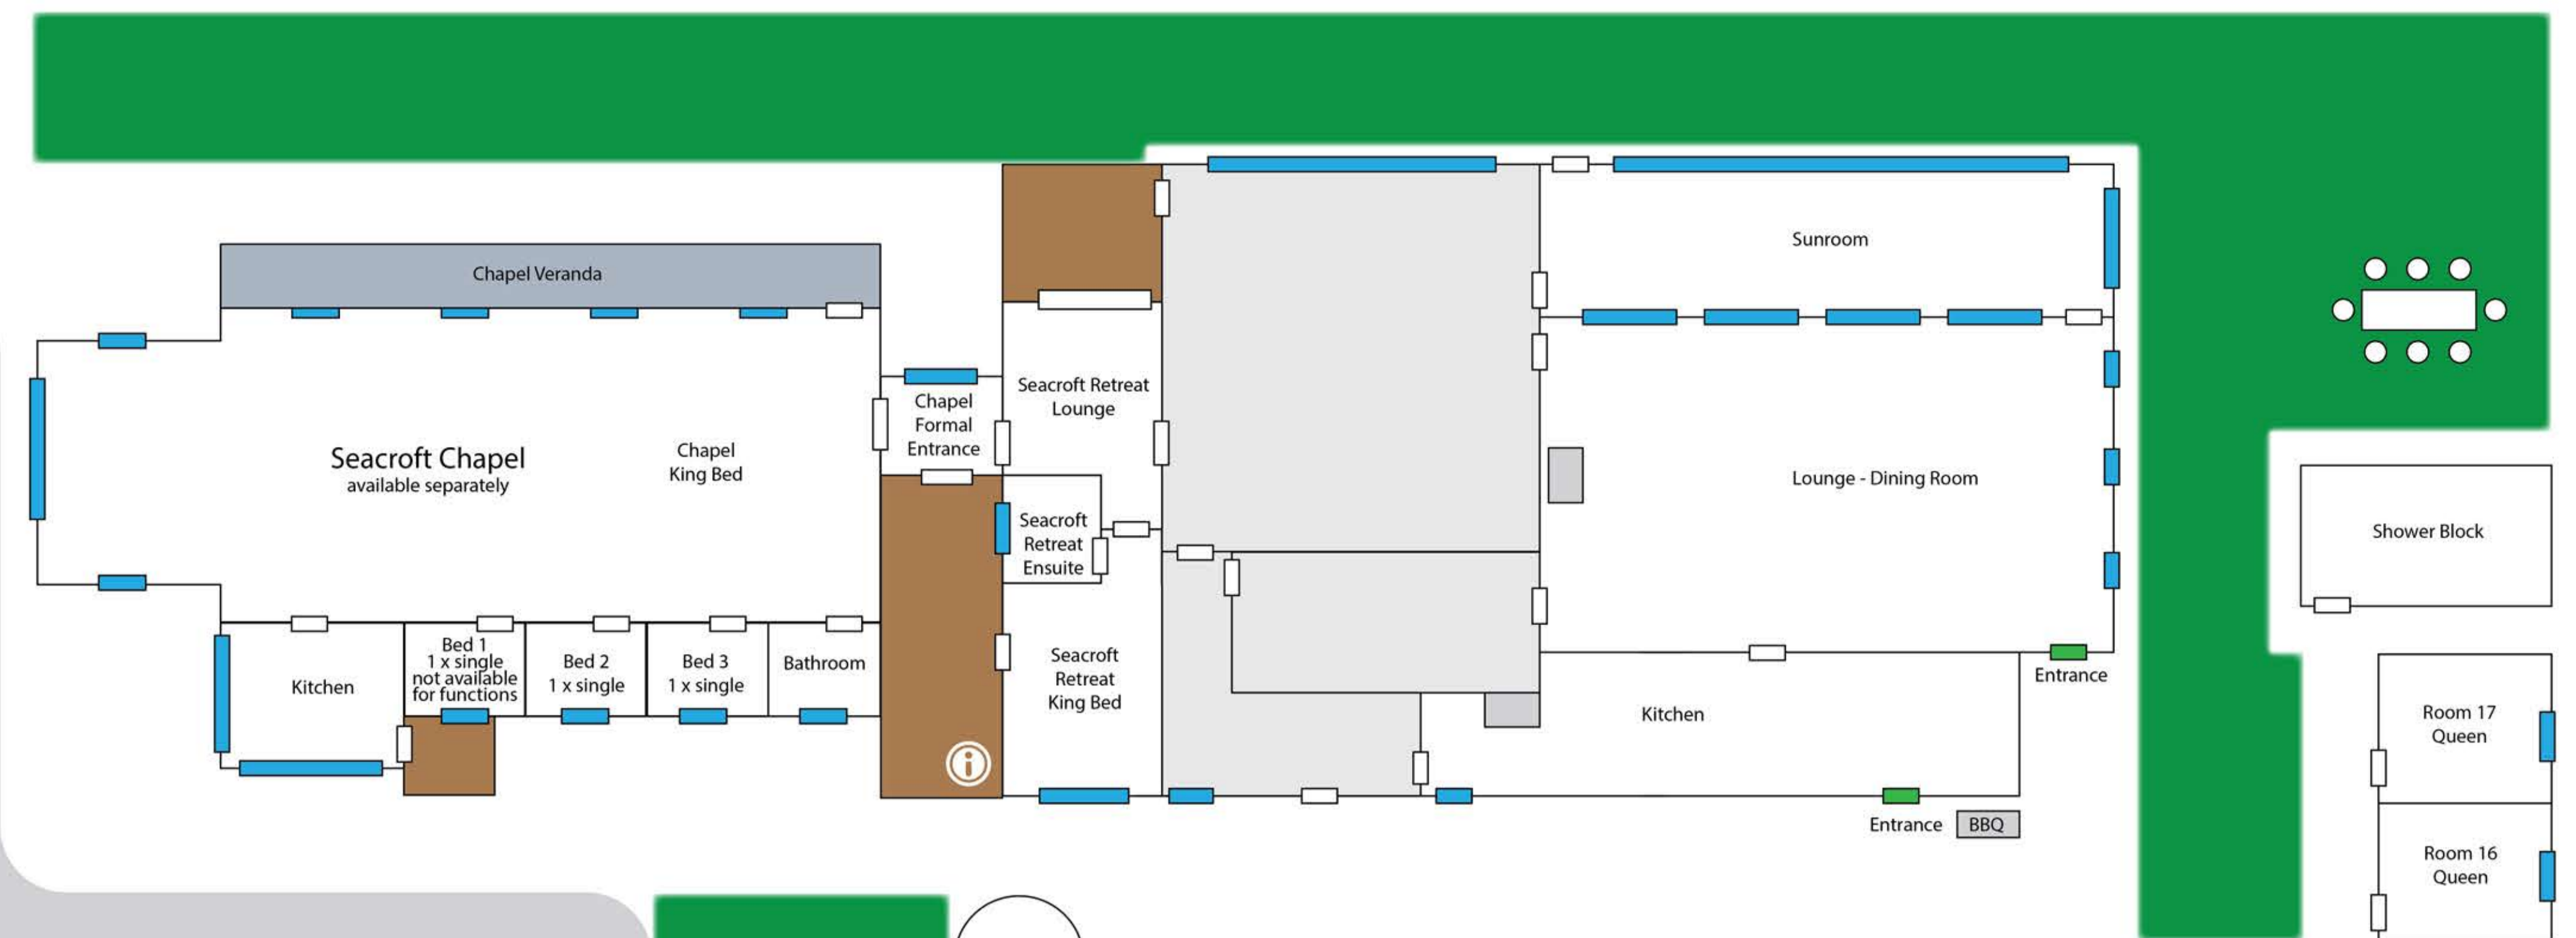 Chapel Veranda
Seacroft Chapel
available separately
Chapel
King Bed
Chapel
Formal
Entrance
Seacroft Retreat
Lounge
Seacroft
Retreat
Ensuite
Seacroft
Retreat
King Bed
Kitchen
Bed 1
1 x single
not available
for functions
Bed 2
1 x single
Bed 3
1 x single
Bathroom
i
Sunroom
Lounge - Dining Room
Kitchen
Entrance
Entrance
BBQ
Shower Block
Room 17
Queen
Room 16
Queen